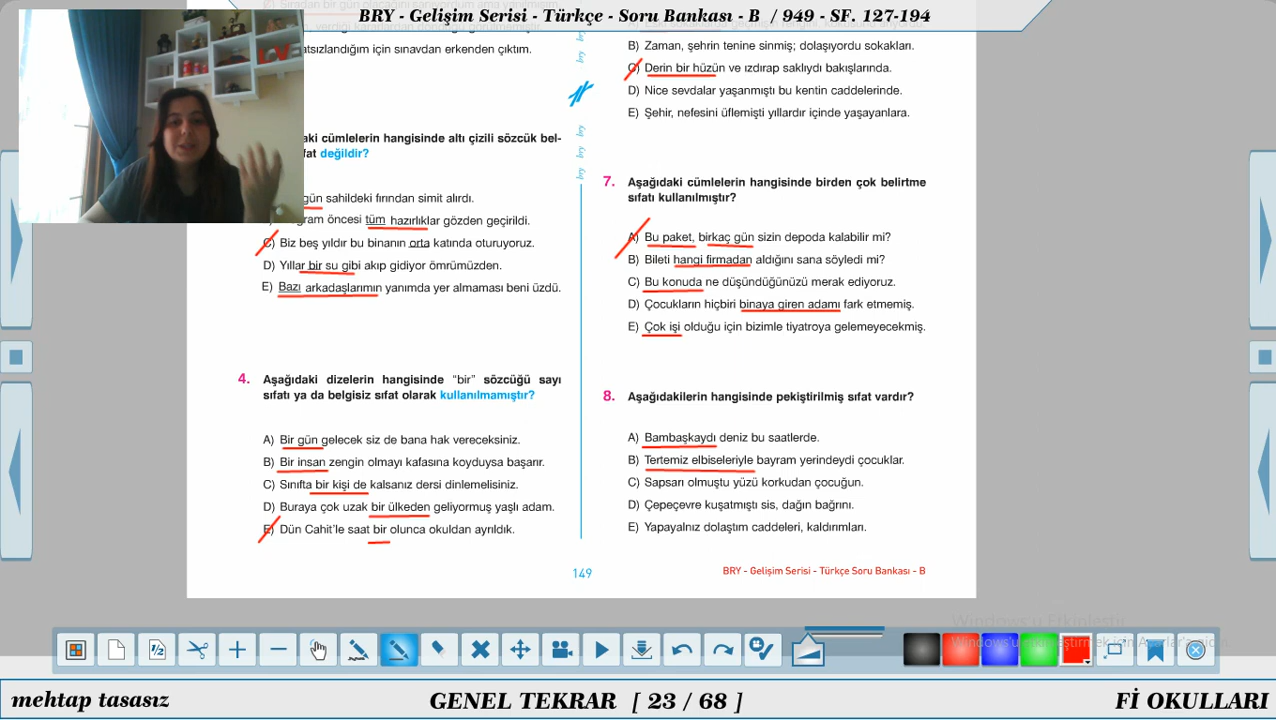 BRY - Gelişim Serisi - Türkçe - Soru Bankası - B / 949 - SF. 127-194
atsızlandığım için sınavdan erkenden çıktım.
aki cümlelerin hangisinde altı çizili sözcük bel-
fat değildir?
gün sahildeki fırından simit alırdı.
gram öncesi tüm hazırlıklar gözden geçirildi.
C) Biz beş yıldır bu binanın orta katında oturuyoruz.
D) Yıllar bir su gibi akıp gidiyor ömrümüzden.
E) Bazı arkadaşlarımın yanımda yer almaması beni üzdü.
4. Aşağıdaki dizelerin hangisinde “bir” sözcüğü sayı
sıfatı ya da belgisiz sıfat olarak kullanılmamıştır?
A) Bir gün gelecek siz de bana hak vereceksiniz.
B) Bir insan zengin olmayı kafasına koyduysa başarır.
C) Sınıfta bir kişi de kalsanız dersi dinlemelisiniz.
D) Buraya çok uzak bir ülkeden geliyormuş yaşlı adam.
E) Dün Cahit’le saat bir olunca okuldan ayrıldık.
bry
bry bry bry
B) Zaman, şehrin tenine sinmiş; dolaşıyordu sokakları.
C) Derin bir hüzün ve ızdırap saklıydı bakışlarında.
D) Nice sevdalar yaşanmıştı bu kentin caddelerinde.
E) Şehir, nefesini üflemişti yıllardır içinde yaşayanlara.
7. Aşağıdaki cümlelerin hangisinde birden çok belirtme
sıfatı kullanılmıştır?
A) Bu paket, birkaç gün sizin depoda kalabilir mi?
B) Bileti hangi firmadan aldığını sana söyledi mi?
C) Bu konuda ne düşündüğünüzü merak ediyoruz.
D) Çocukların hiçbiri binaya giren adamı fark etmemiş.
E) Çok işi olduğu için bizimle tiyatroya gelemeyecekmiş.
8. Aşağıdakilerin hangisinde pekiştirilmiş sıfat vardır?
A) Bambaşkaydı deniz bu saatlerde.
B) Tertemiz elbiseleriyle bayram yerindeydi çocuklar.
C) Sapsarı olmuştu yüzü korkudan çocuğun.
D) Çepeçevre kuşatmıştı sis, dağın bağrını.
E) Yapayalnız dolaştım caddeleri, kaldırımları.
149
BRY - Gelişim Serisi - Türkçe Soru Bankası - B
Windows'u Etkinleştir
1/2
mehtap tasasız
GENEL TEKRAR [ 23 / 68 ]
Fİ OKULLARI